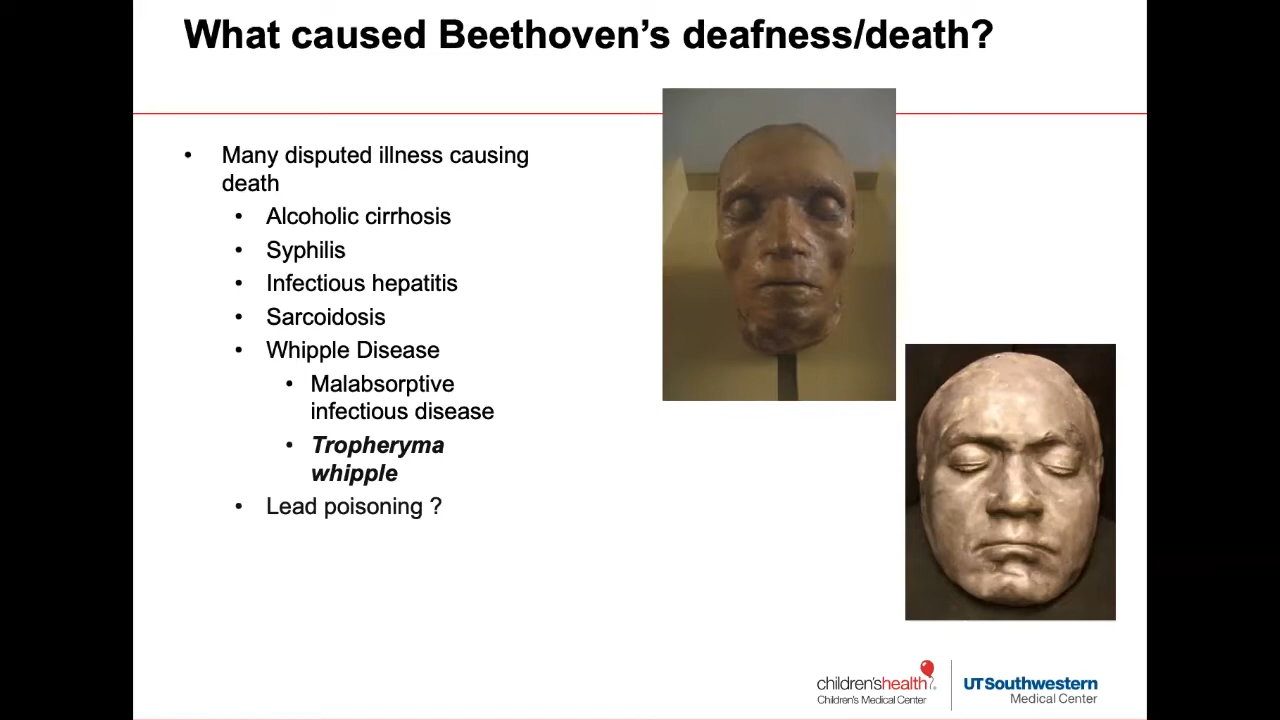 What caused Beethoven's deafness/death?
• Many disputed illness causing
death
• Alcoholic cirrhosis
• Syphilis
• Infectious hepatitis
• Sarcoidosis
• Whipple Disease
• Malabsorptive
infectious disease
• Tropheryma
whipple
• Lead poisoning ?
children'shealth
Children's Medical Center
UTSouthwestern
Medical Center